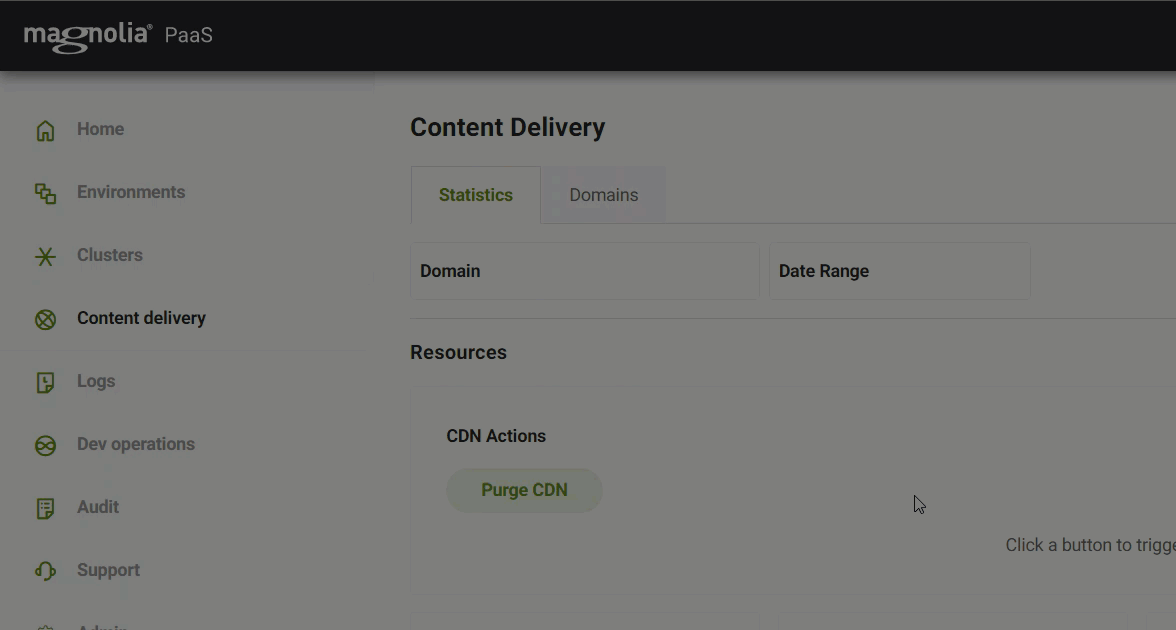 magnolia® PaaS
Home
Environments
Clusters
Content delivery
Logs
Dev operations
Audit
Support
Admin
Content Delivery
Statistics
Domains
Domain
Date Range
Resources
CDN Actions
Purge CDN
Click a button to trigge